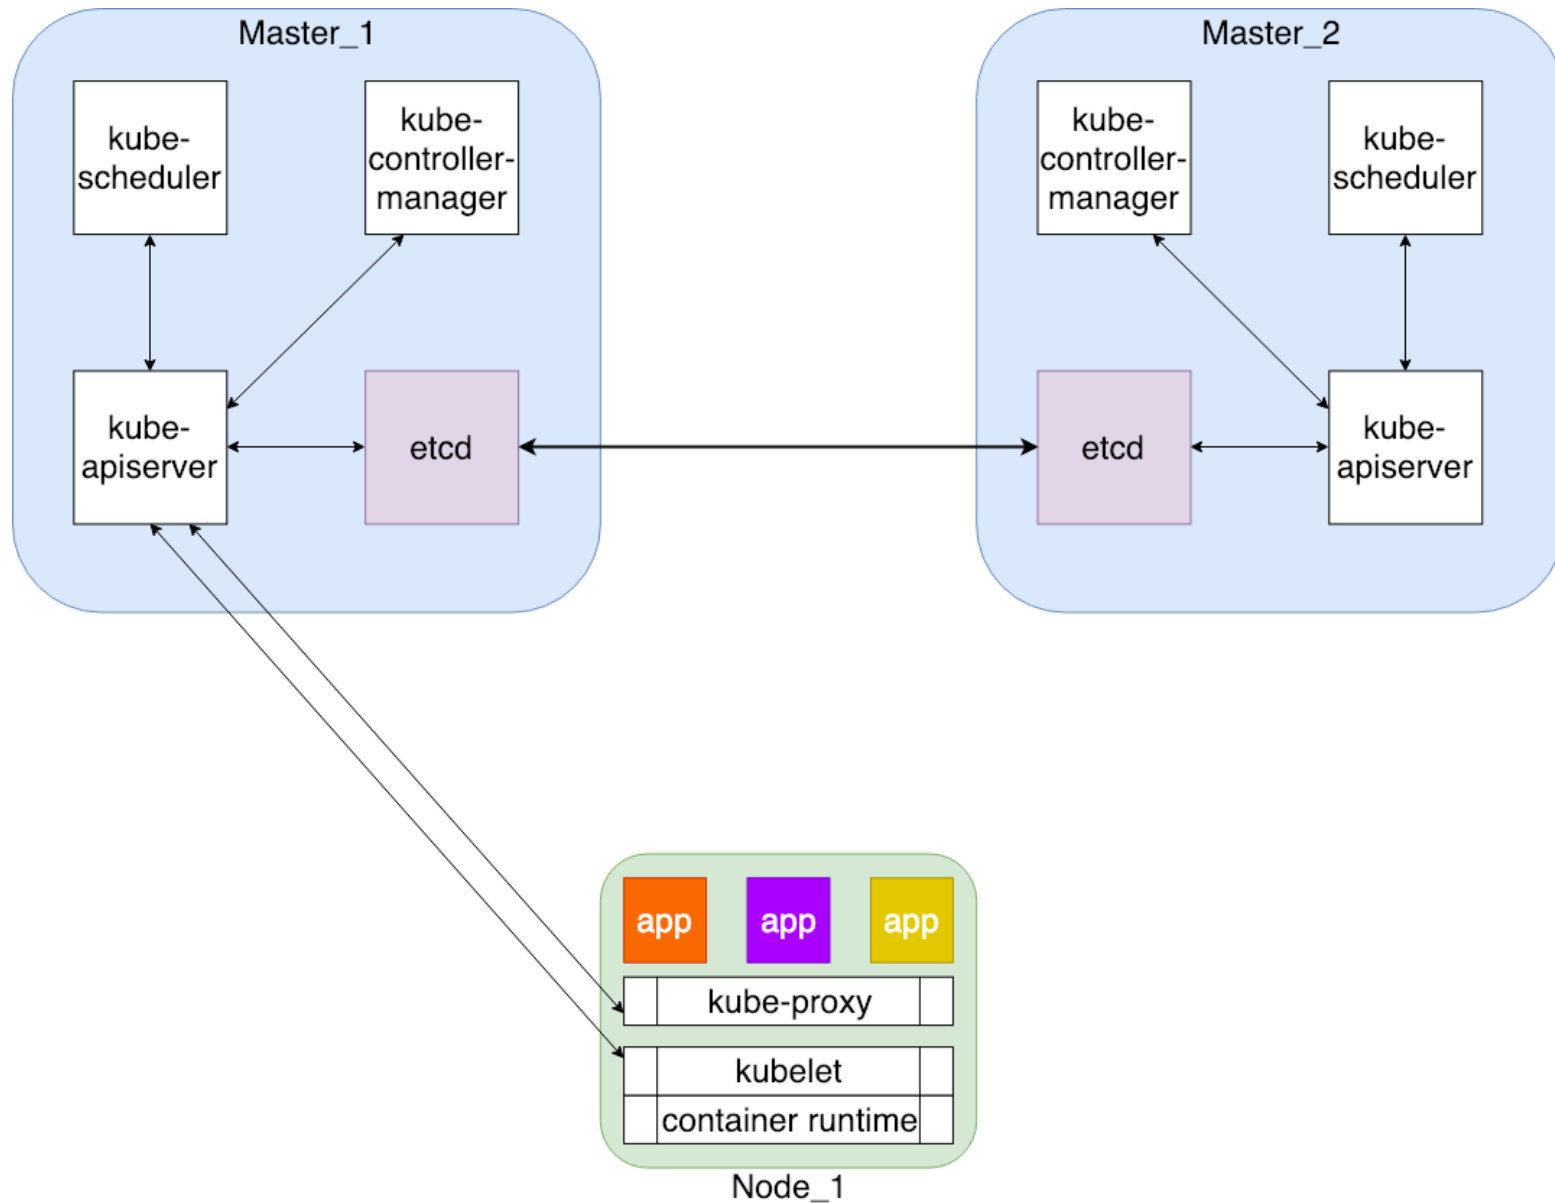 Master_1
kube-
scheduler
kube-
controller-
manager
kube-
apiserver
etcd
Master_2
kube-
controller-
manager
kube-
scheduler
etcd
kube-
apiserver
app
app
app
kube-proxy
kubelet
container runtime
Node_1